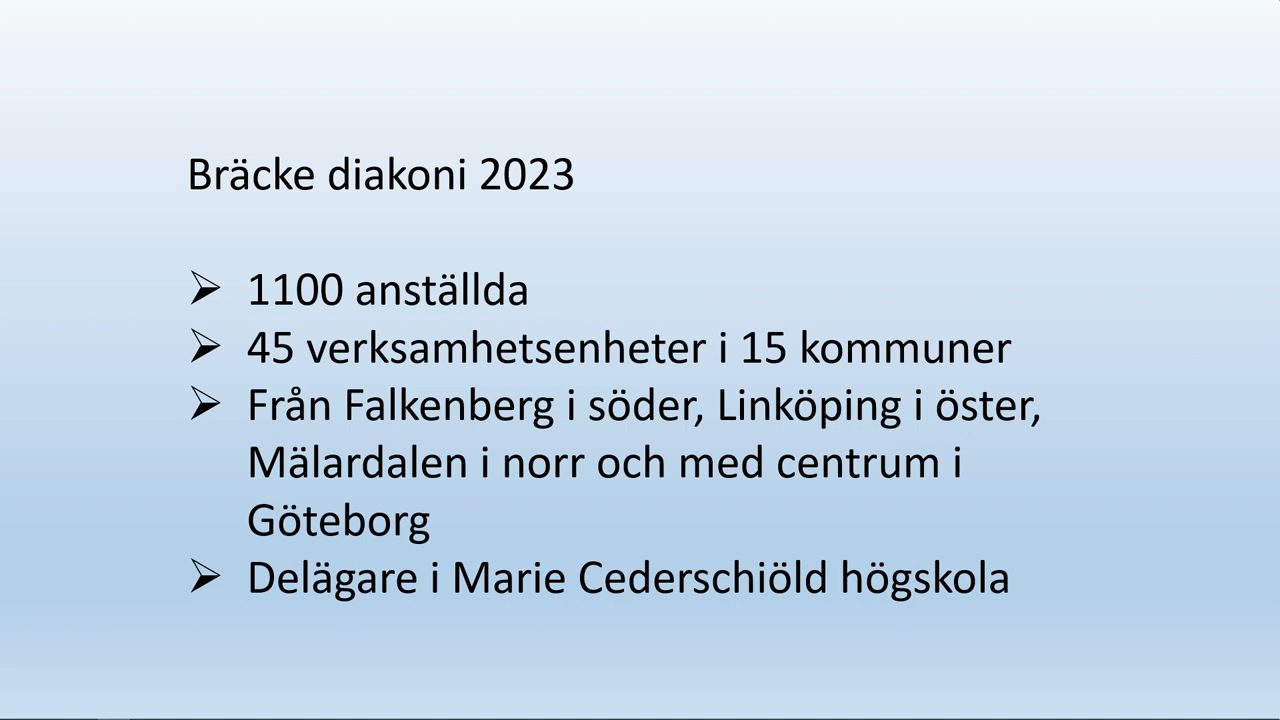 Bräcke diakoni 2023
➢ 1100 anställda
➢ 45 verksamhetsenheter i 15 kommuner
➢ Från Falkenberg i söder, Linköping i öster,
Mälardalen i norr och med centrum i
Göteborg
➢ Delägare i Marie Cederschiöld högskola